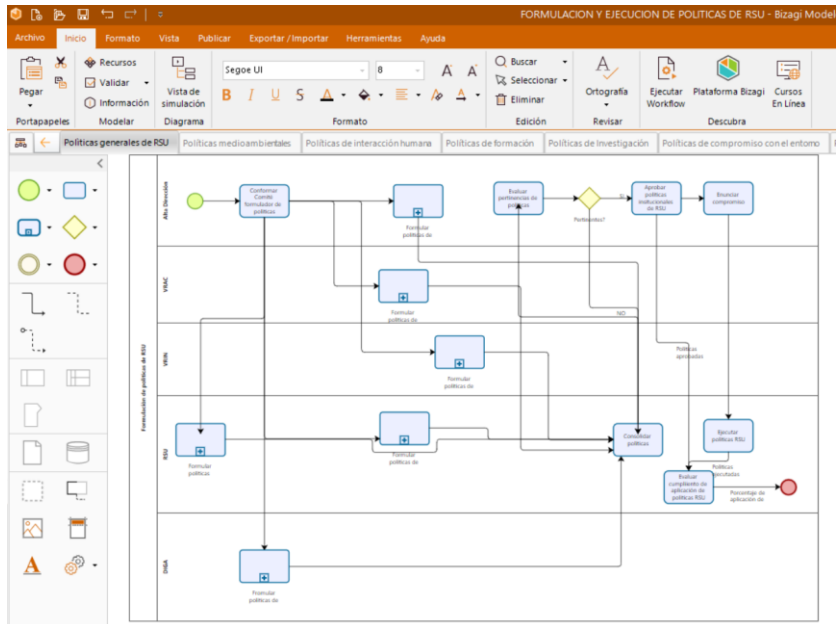 FORMULACION Y EJECUCION DE POLITICAS DE RSU - Bizagi Model
Archivo
Inicio
Formato
Vista
Publicar
Exportar / Importar
Herramientas
Ayuda
Pegar
Portapapeles
Recursos
Validar
Información
Modelar
Vista de
simulación
Diagrama
Segoe UI
8
A A
B I U S
Formato
Buscar
Seleccionar
Eliminar
Edición
Ortografía
Revisar
Ejecutar
Workflow
Plataforma Bizagi
Cursos
En Línea
Descubra
Políticas generales de RSU
Políticas medioambientales
Políticas de interacción humana
Políticas de formación
Políticas de Investigación
Políticas de compromiso con el entorno
Formulación de políticas de RSU
Alta Dirección
Conformar
Comité
formulador de
políticas
Formular
políticas de
Evaluar
pertinencias de
políticas
Pertinentes?
Si
Aprobar
políticas
institucionales
de RSU
Enunciar
compromiso
VRAC
Formular
políticas de
NO
VRIN
Formular
políticas de
Políticas
aprobadas
RSU
Formular
políticas
Formular
políticas de
Consolidar
políticas
Ejecutar
políticas RSU
Políticas
ejecutadas
Evaluar
cumplimiento de
aplicación de
políticas RSU
Porcentaje de
aplicación de
DIGA
Fromular
políticas de